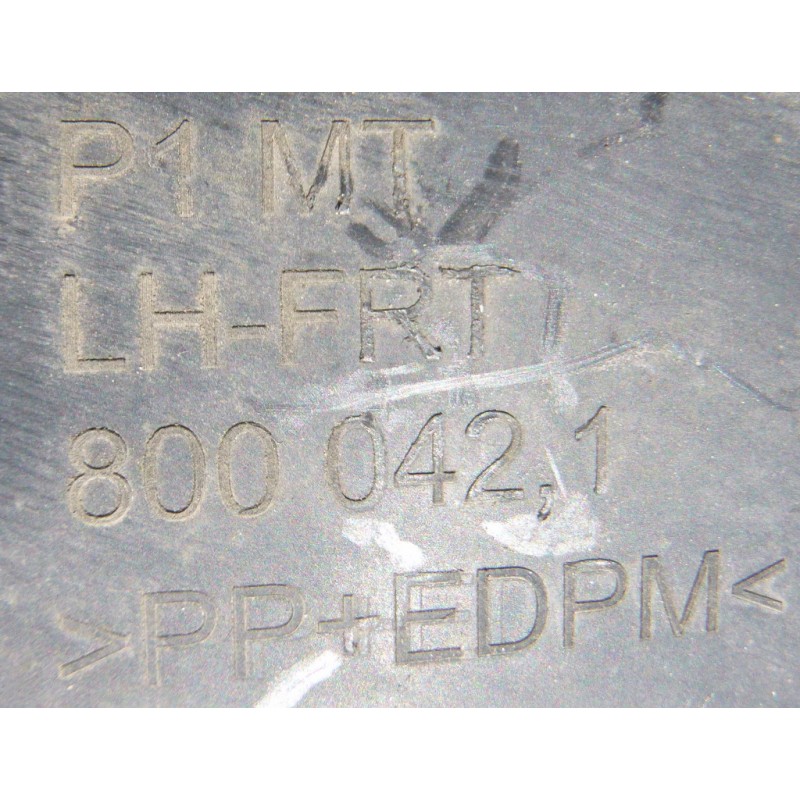 P1 MT
LH-FRT
800 042,1
>PP+EDPM<